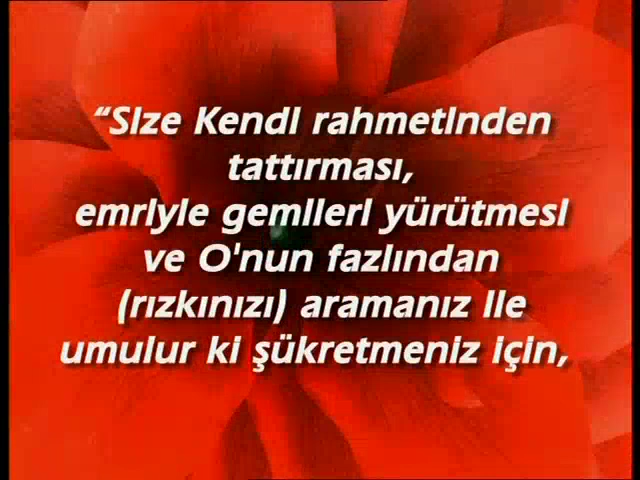 “SIze KendI rahmetInden
tattırması,
emrIyle gemIlerI yürütmesI
ve O'nun fazlından
(rızkınızı) aramanız Ile
umulur ki şükretmeniz için,